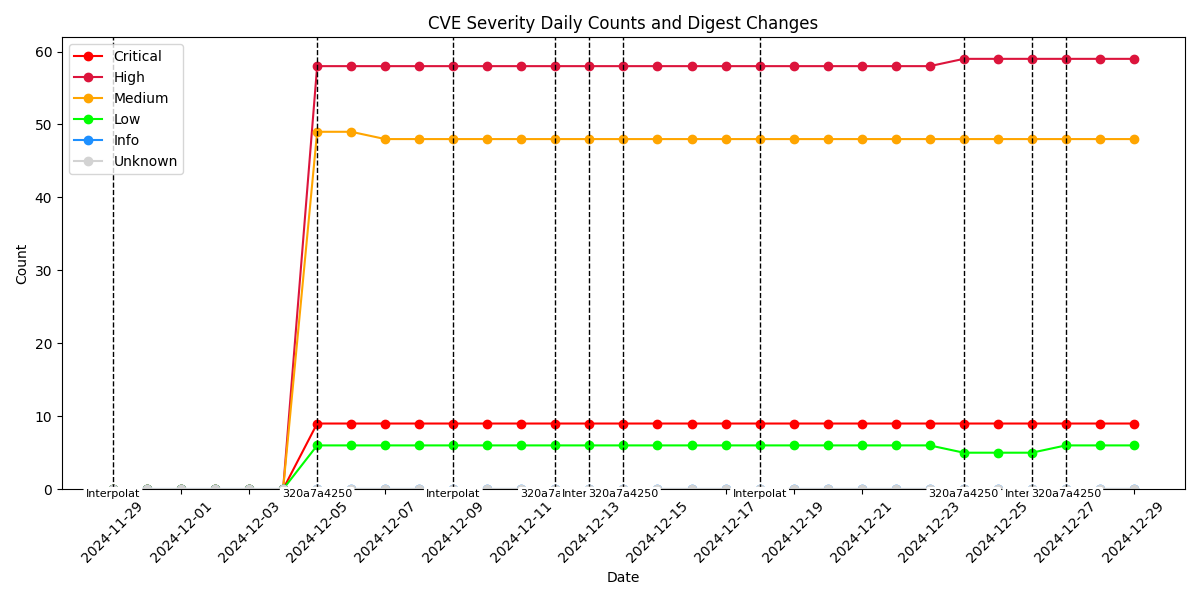 CVE Severity Daily Counts and Digest Changes
Critical
High
Medium
Low
Info
Unknown
Count
60
50
40
30
20
10
0
Interpolat
320a7a4250
Interpolat
320a7a
Inter
320a7a4250
Interpolat
320a7a4250
Inter
320a7a4250
2024-11-29
2024-12-01
2024-12-03
2024-12-05
2024-12-07
2024-12-09
2024-12-11
2024-12-13
2024-12-15
2024-12-17
2024-12-19
2024-12-21
2024-12-23
2024-12-25
2024-12-27
2024-12-29
Date